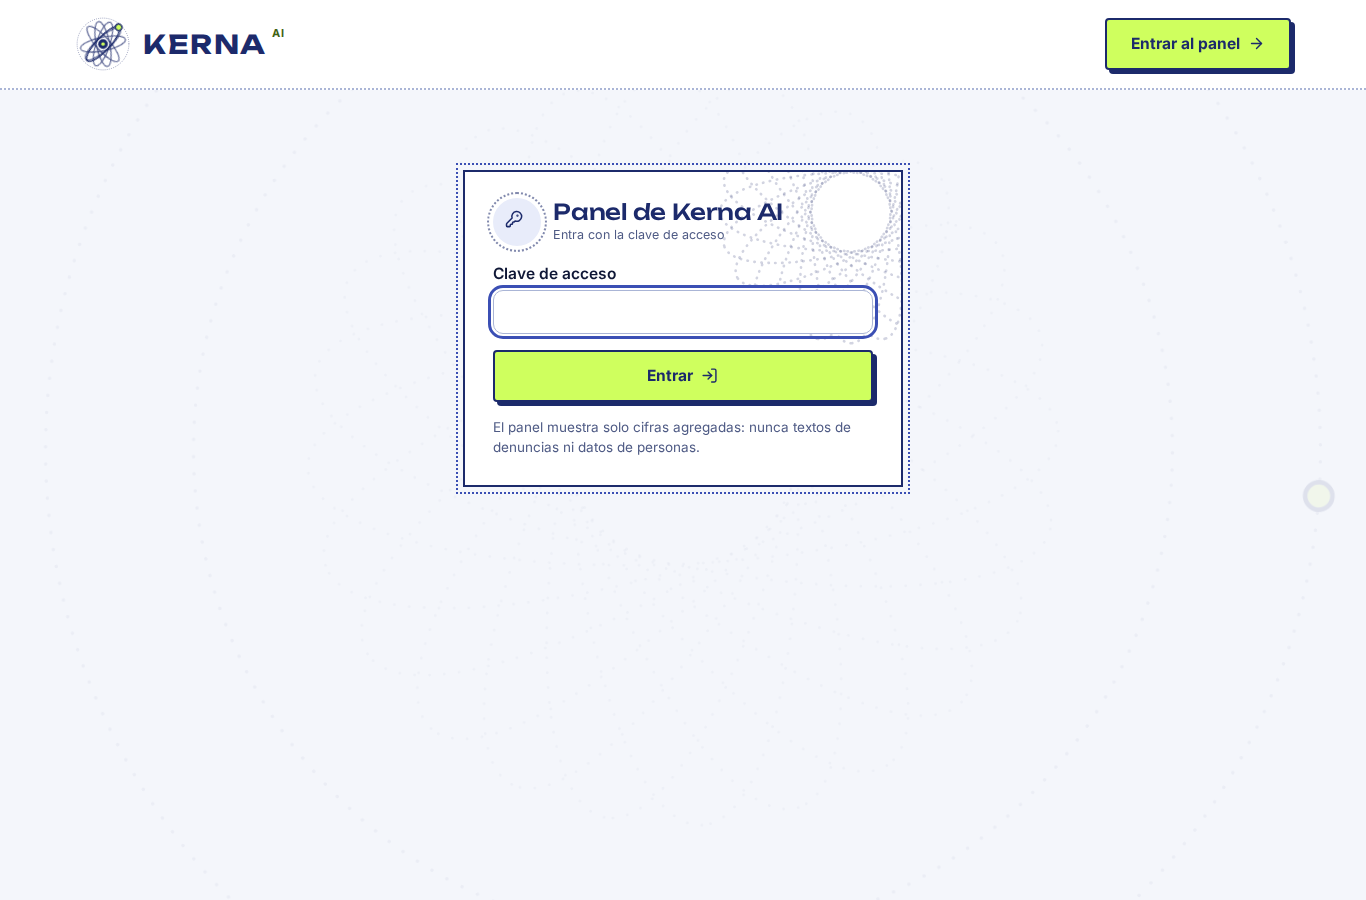 KERNA AI
Entrar al panel
Panel de Kerna AI
Entra con la clave de acceso
Clave de acceso
Entrar
El panel muestra solo cifras agregadas: nunca textos de
denuncias ni datos de personas.